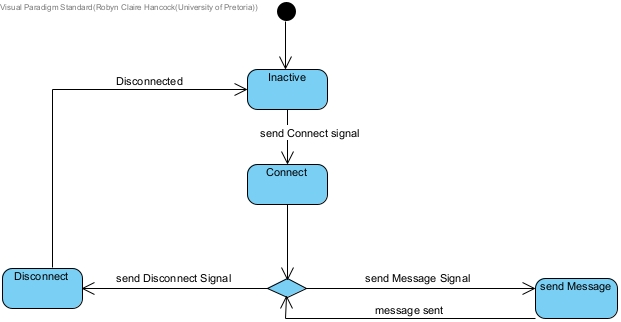 Visual Paradigm Standard(Robyn Claire Hancock(University of Pretoria))
Inactive
Disconnected
send Connect signal
Connect
Disconnect
send Disconnect Signal
send Message Signal
send Message
message sent